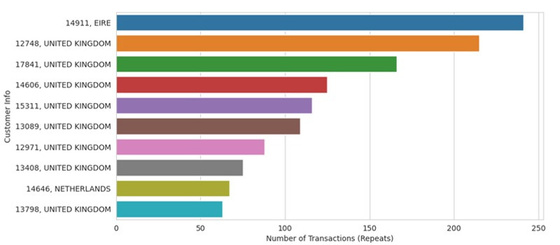 14911, EIRE
12748, UNITED KINGDOM
17841, UNITED KINGDOM
14606, UNITED KINGDOM
15311, UNITED KINGDOM
13089, UNITED KINGDOM
12971, UNITED KINGDOM
13408, UNITED KINGDOM
14646, NETHERLANDS
13798, UNITED KINGDOM
Customer Info
0 50 100 150 200 250
Number of Transactions (Repeats)